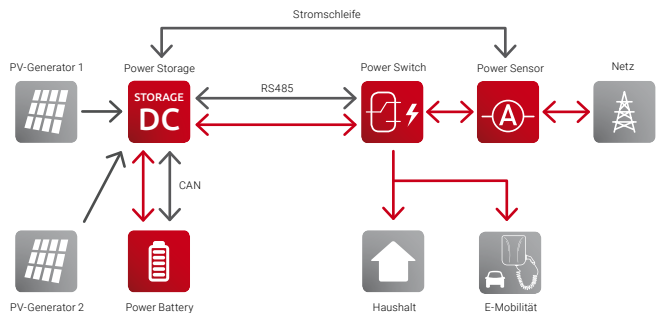 Stromschleife
PV-Generator 1
Power Storage
Power Switch
Power Sensor
Netz
STORAGE
DC
RS485
A
CAN
PV-Generator 2
Power Battery
Haushalt
E-Mobilität